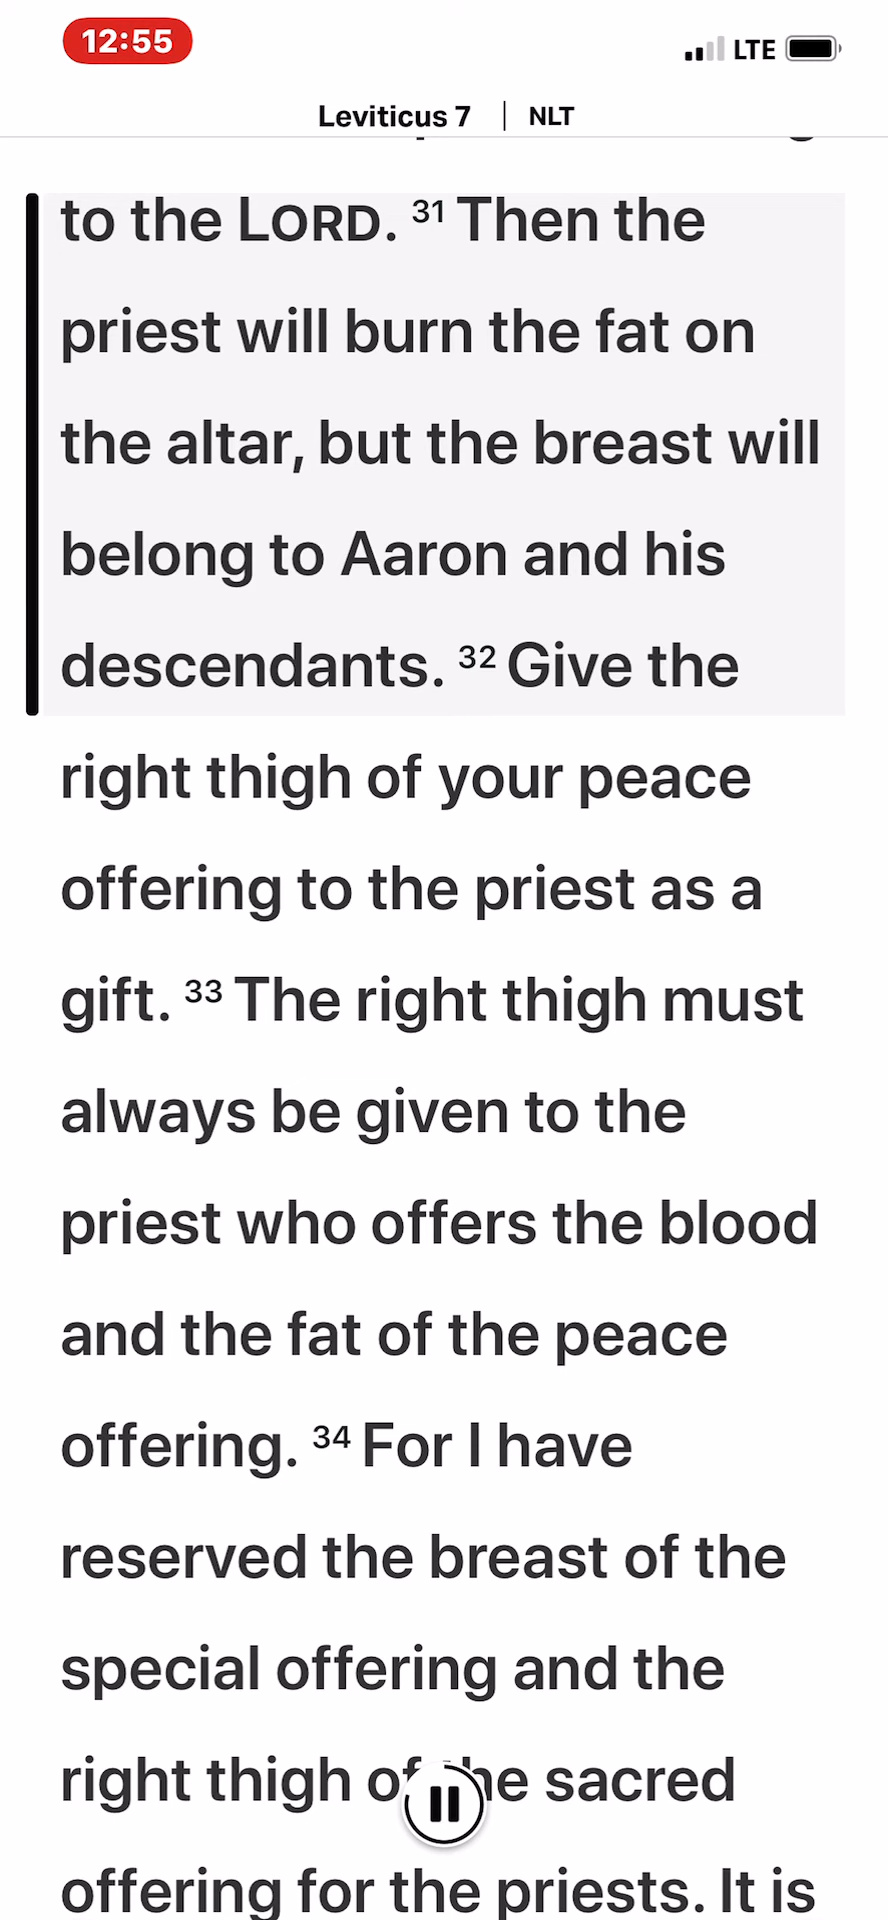 12:55
LTE
Leviticus 7 | NLT
to the LORD. 31 Then the
priest will burn the fat on
the altar, but the breast will
belong to Aaron and his
descendants. 32 Give the
right thigh of your peace
offering to the priest as a
gift. 33 The right thigh must
always be given to the
priest who offers the blood
and the fat of the peace
offering. 34 For I have
reserved the breast of the
special offering and the
right thigh of the sacred
offering for the priests. It is